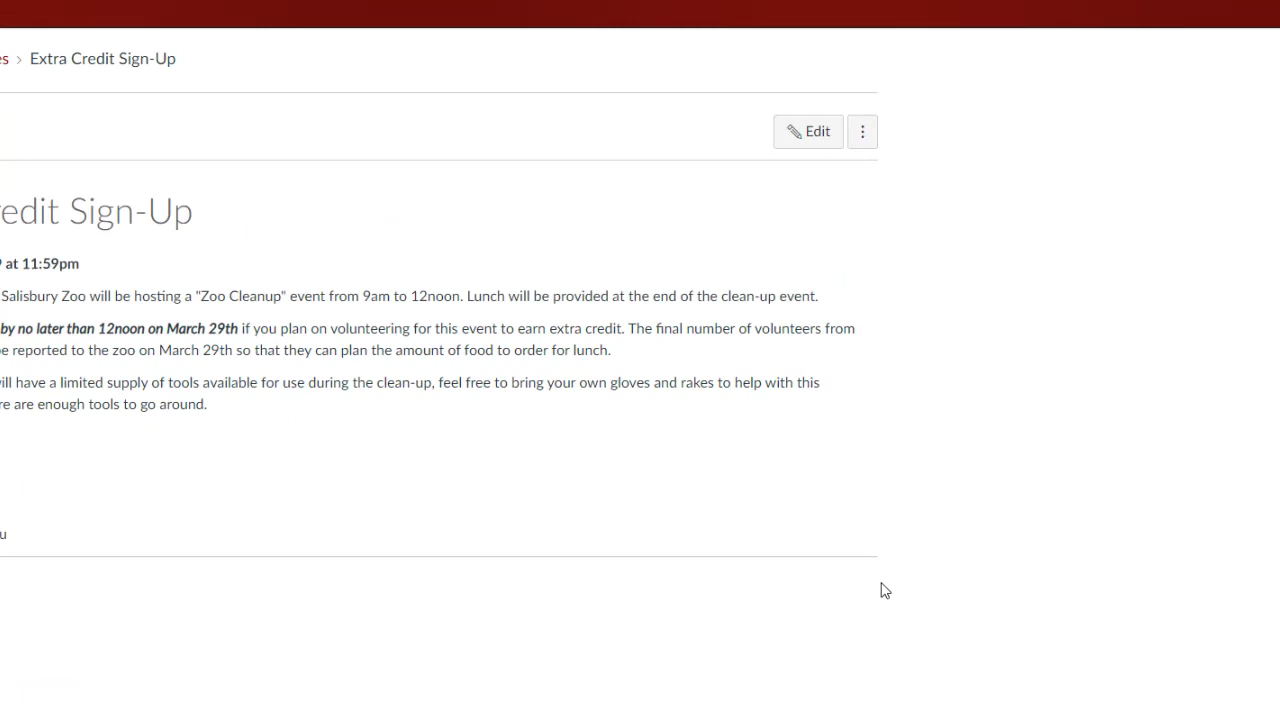 es › Extra Credit Sign-Up
Edit
redit Sign-Up
at 11:59pm
Salisbury Zoo will be hosting a "Zoo Cleanup" event from 9am to 12noon. Lunch will be provided at the end of the clean-up event.
by no later than 12noon on March 29th if you plan on volunteering for this event to earn extra credit. The final number of volunteers from
be reported to the zoo on March 29th so that they can plan the amount of food to order for lunch.
ill have a limited supply of tools available for use during the clean-up, feel free to bring your own gloves and rakes to help with this
re are enough tools to go around.
u